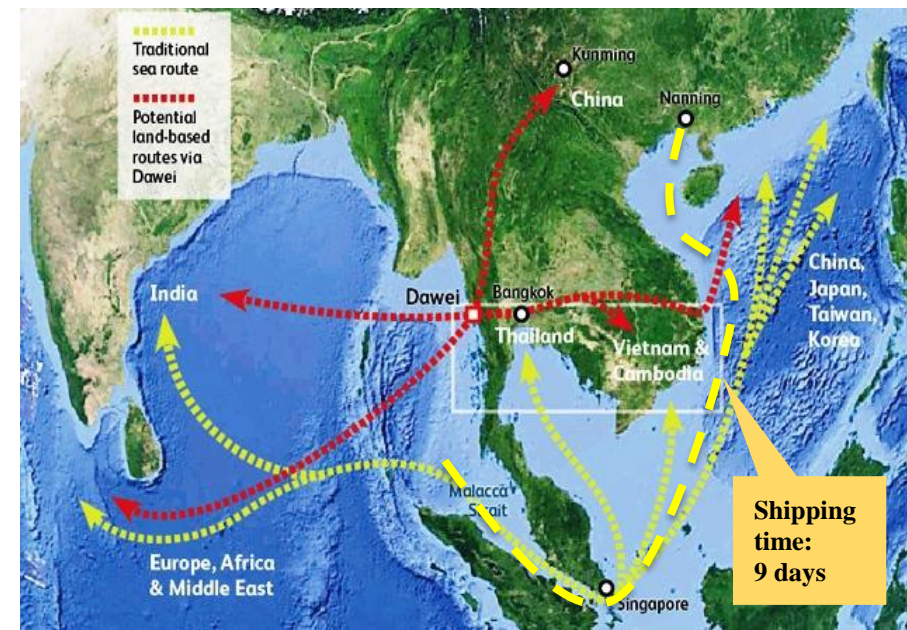 Traditional
sea route
Potential
land-based
routes via
Dawei
Kunming
China
Nanning
India
Dawei
Bangkok
Thailand
Vietnam &
Cambodia
China,
Japan,
Taiwan,
Korea
Malacca
Strait
Europe, Africa
& Middle East
Singapore
Shipping
time:
9 days